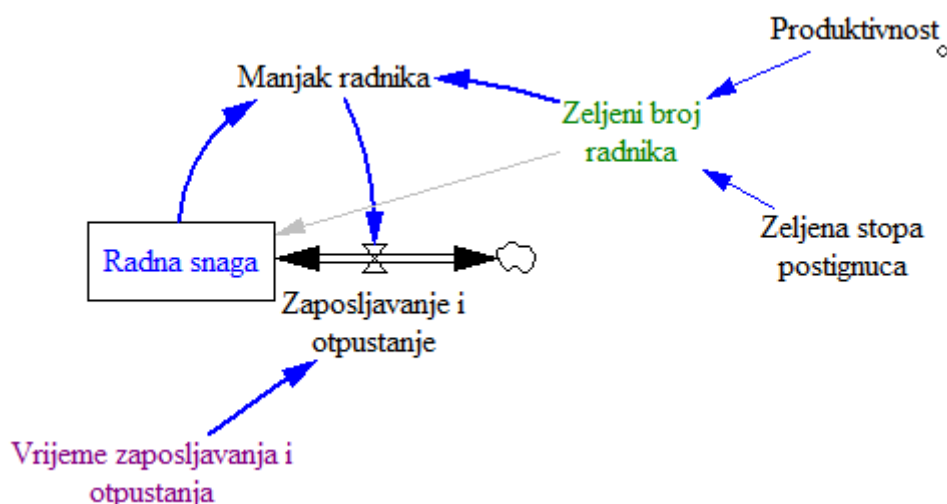 Produktivnost
Manjak radnika
Zeljeni broj
radnika
Zeljena stopa
postignuca
Radna snaga
Zaposljavanje i
otpustanje
Vrijeme zaposljavanja i
otpustanja